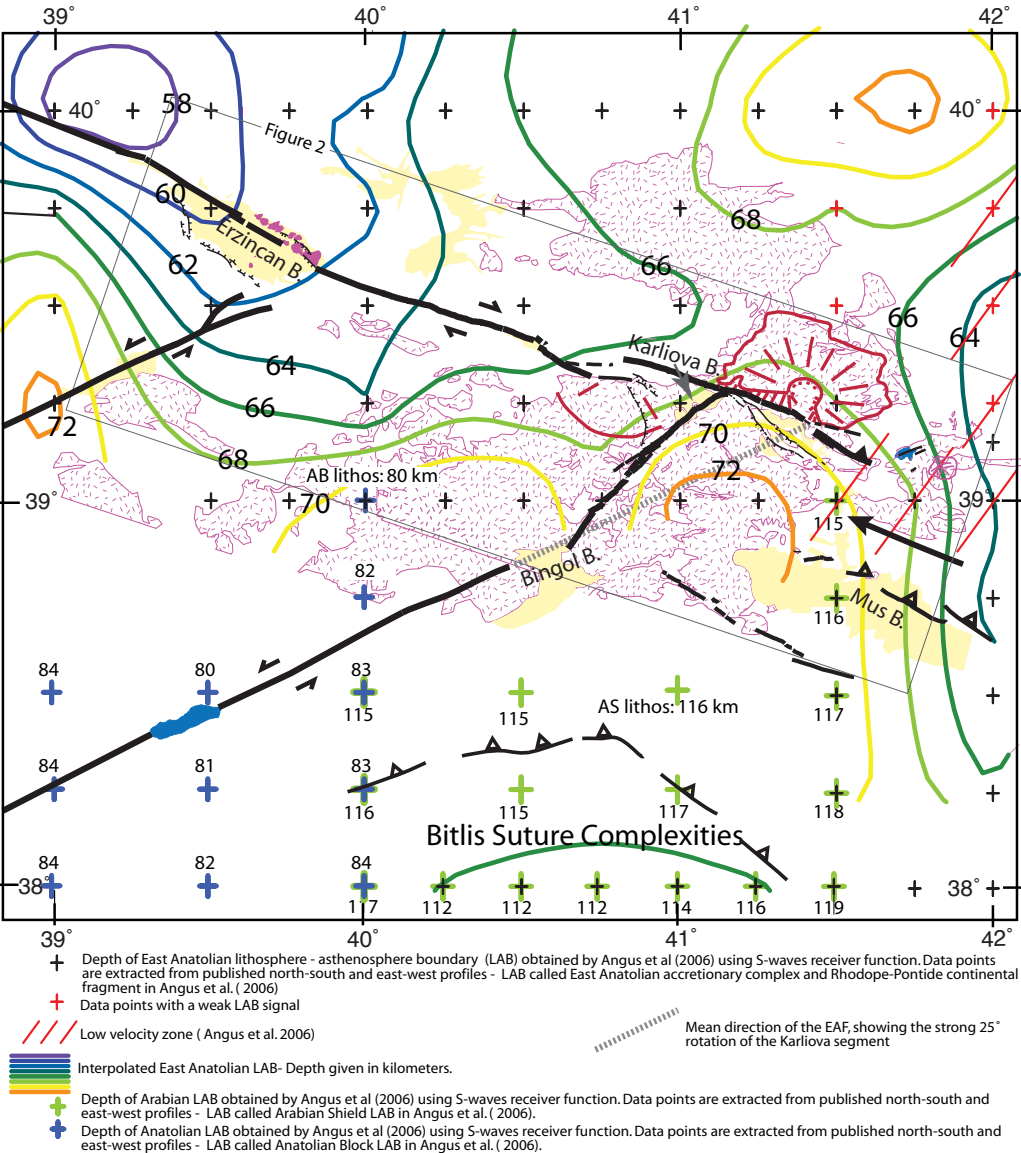 39˚ 40˚ 41˚ 42˚
40˚ 58 40˚
Figure 2
60
68
Erzincan B.
62 66
66
64
64
Karliova B.
66
72 70
68 72
AB lithos: 80 km
39˚ 70 39˚
115
Bingol B.
82
Mus B.
116
84 80 83
115 115 117
AS lithos: 116 km
84 81 83
116 115 117 118
Bitlis Suture Complexities
84 82 84
38˚ 38˚
117 112 112 112 114 116 119
39˚ 40˚ 41˚ 42˚
Depth of East Anatolian lithosphere - asthenosphere boundary (LAB) obtained by Angus et al (2006) using S-waves receiver function. Data points
are extracted from published north-south and east-west profiles - LAB called East Anatolian accretionary complex and Rhodope-Pontide continental
fragment in Angus et al. ( 2006)
Data points with a weak LAB signal
Low velocity zone ( Angus et al. 2006)
Mean direction of the EAF, showing the strong 25˚
rotation of the Karliova segment
Interpolated East Anatolian LAB- Depth given in kilometers.
Depth of Arabian LAB obtained by Angus et al (2006) using S-waves receiver function. Data points are extracted from published north-south and
east-west profiles - LAB called Arabian Shield LAB in Angus et al. ( 2006).
Depth of Anatolian LAB obtained by Angus et al (2006) using S-waves receiver function. Data points are extracted from published north-south and
east-west profiles - LAB called Anatolian Block LAB in Angus et al. ( 2006).